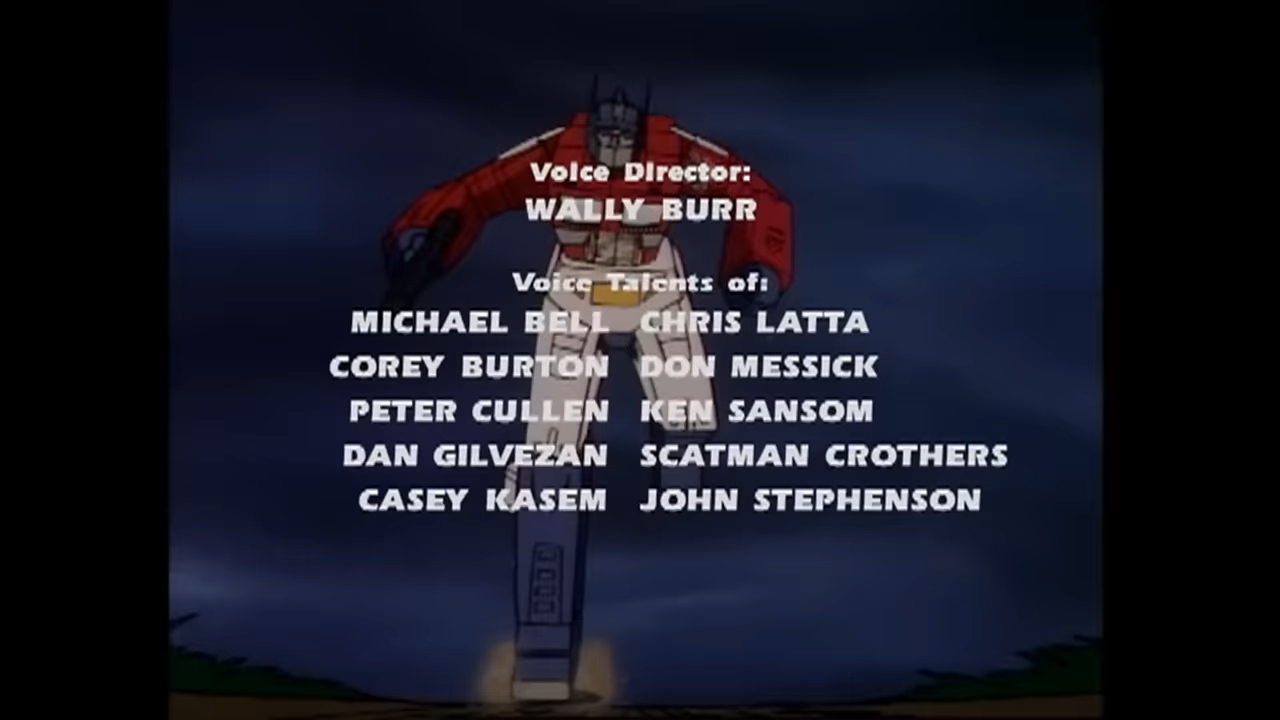 Voice Director:
WALLY BURR
Voice Talents of:
MICHAEL BELL CHRIS LATTA
COREY BURTON DON MESSICK
PETER CULLEN KEN SANSOM
DAN GILVEZAN SCATMAN CROTHERS
CASEY KASEM JOHN STEPHENSON